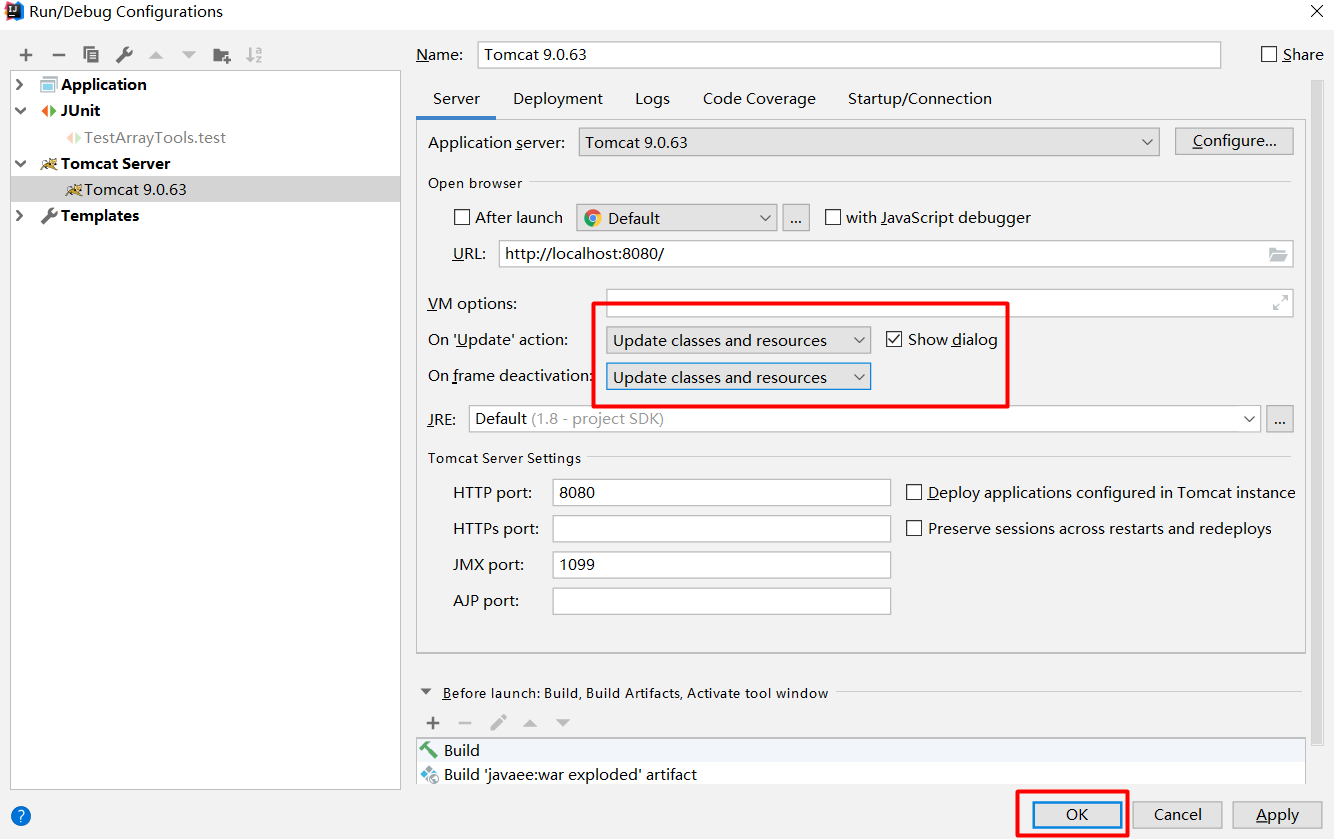 Run/Debug Configurations
Name: Tomcat 9.0.63 Share
Application
JUnit
TestArrayTools.test
Tomcat Server
Tomcat 9.0.63
Templates
Server Deployment Logs Code Coverage Startup/Connection
Application server: Tomcat 9.0.63 Configure...
Open browser
After launch Default ... with JavaScript debugger
URL: http://localhost:8080/
VM options:
On 'Update' action: Update classes and resources Show dialog
On frame deactivation: Update classes and resources
JRE: Default (1.8 - project SDK) ...
Tomcat Server Settings
HTTP port: 8080 Deploy applications configured in Tomcat instance
HTTPs port: Preserve sessions across restarts and redeploys
JMX port: 1099
AJP port:
Before launch: Build, Build Artifacts, Activate tool window
Build
Build 'javaee:war exploded' artifact
? OK Cancel Apply